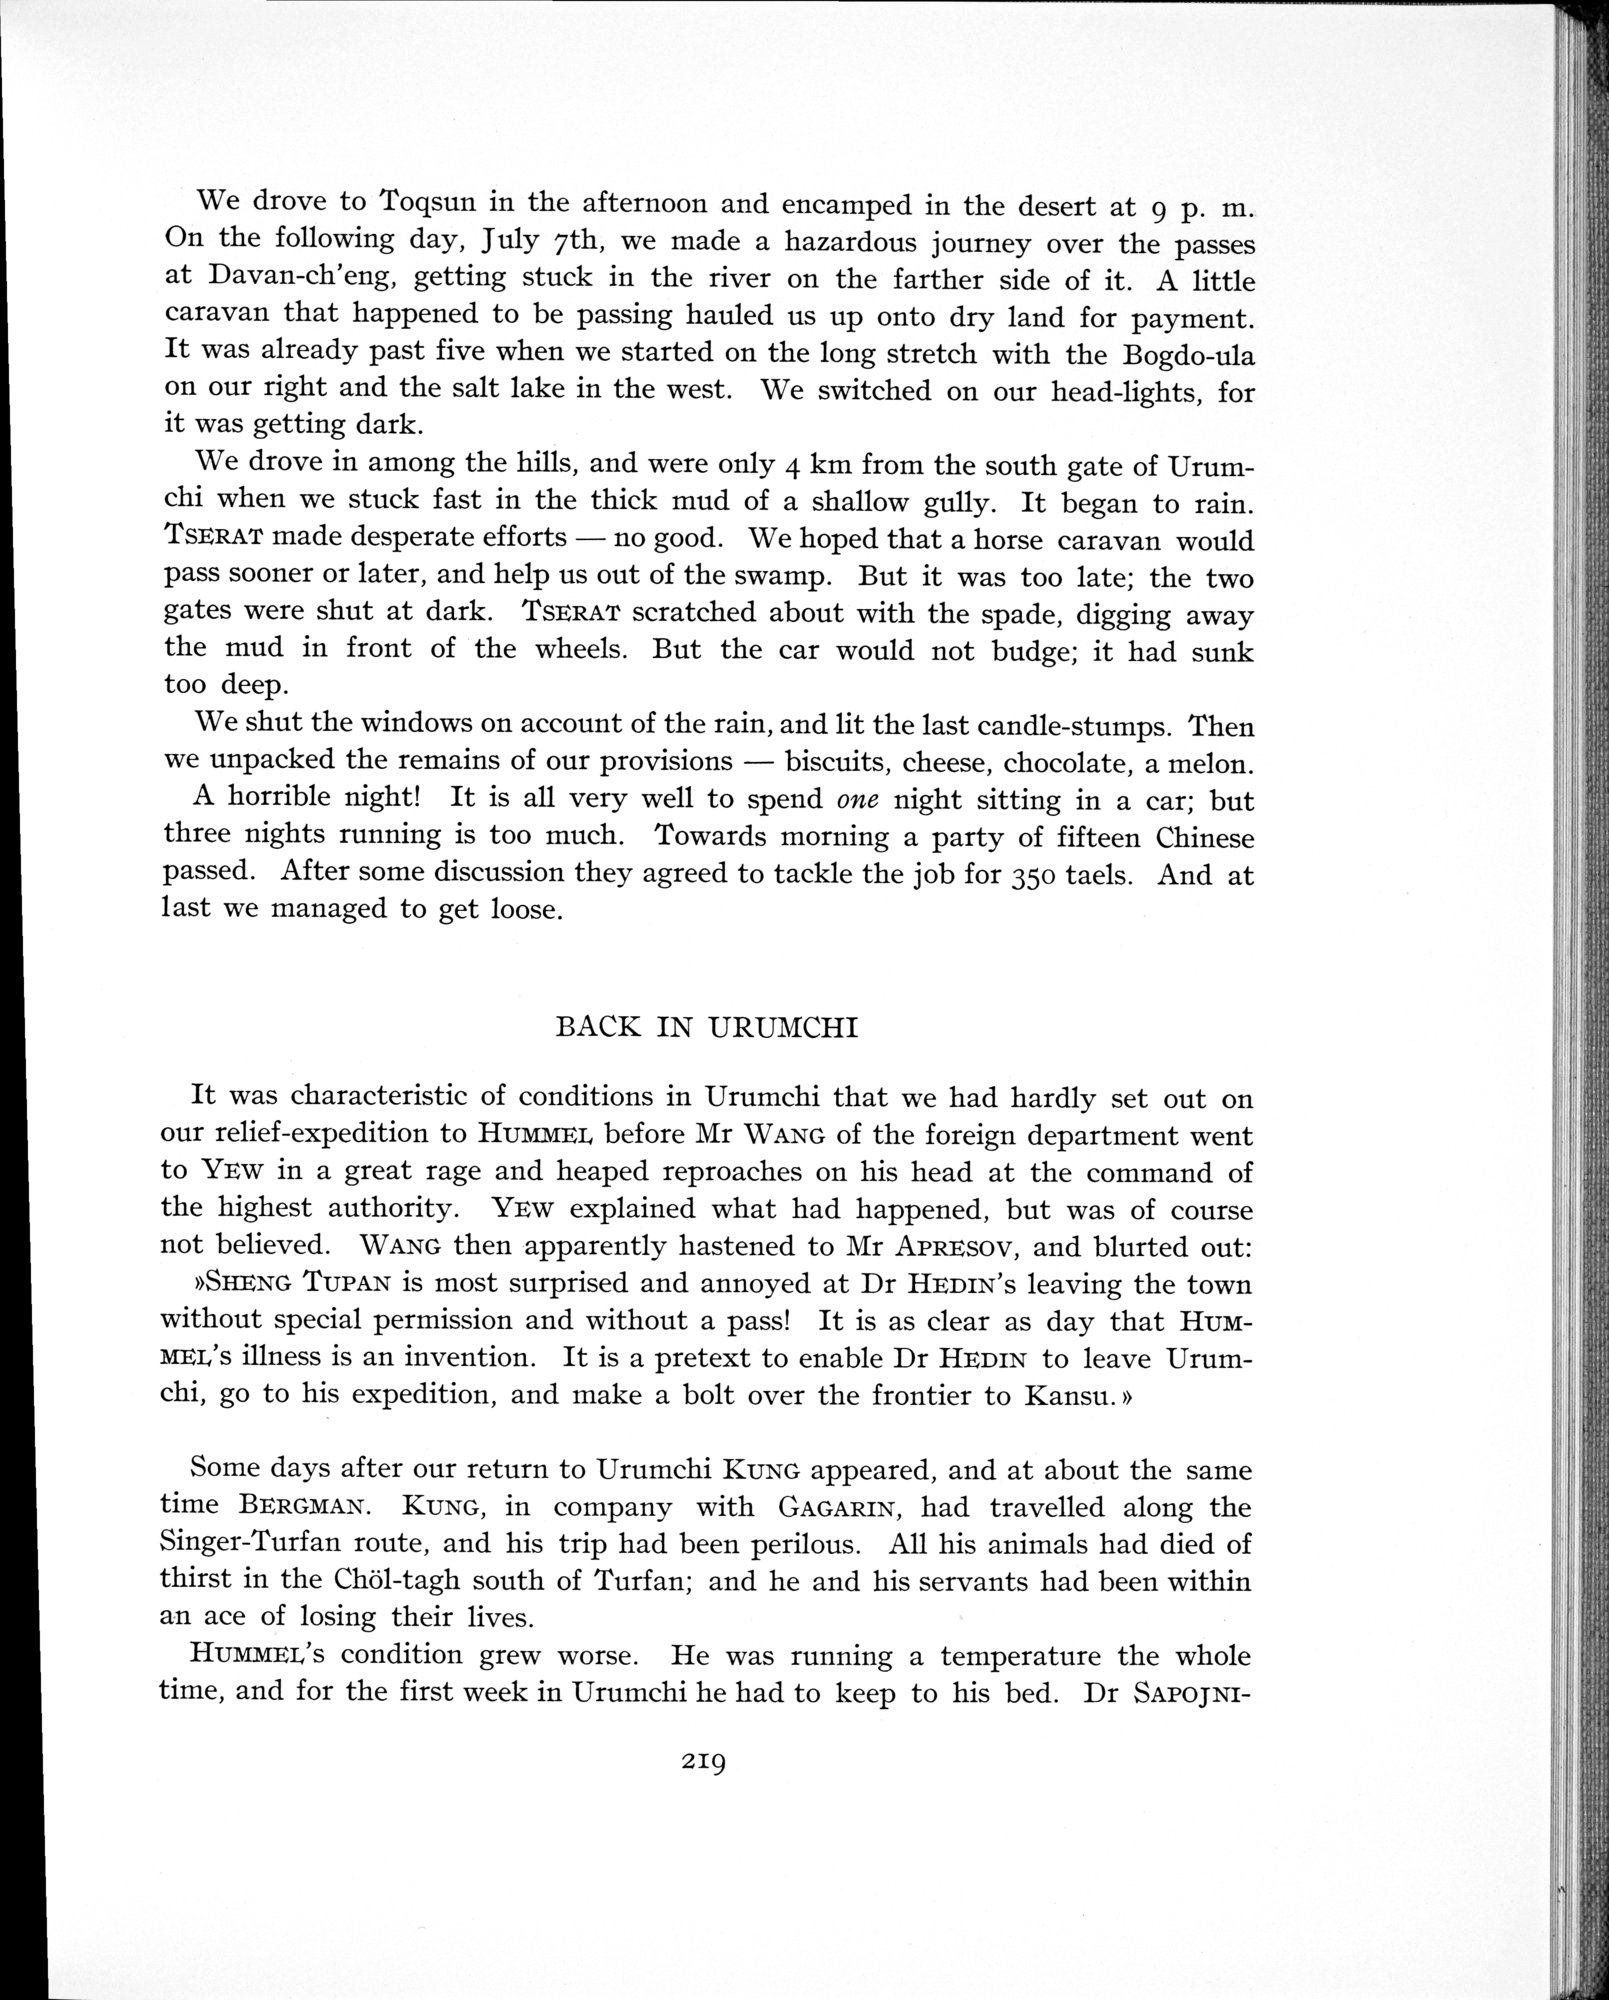 We drove to Toqsun in the afternoon and encamped in the desert at 9 p. m.
On the following day, July 7th, we made a hazardous journey over the passes
at Davan-ch'eng, getting stuck in the river on the farther side of it. A little
caravan that happened to be passing hauled us up onto dry land for payment.
It was already past five when we started on the long stretch with the Bogdo-ula
on our right and the salt lake in the west. We switched on our head-lights, for
it was getting dark.
We drove in among the hills, and were only 4 km from the south gate of Urum-
chi when we stuck fast in the thick mud of a shallow gully. It began to rain.
TSERAT made desperate efforts — no good. We hoped that a horse caravan would
pass sooner or later, and help us out of the swamp. But it was too late; the two
gates were shut at dark. TSERAT scratched about with the spade, digging away
the mud in front of the wheels. But the car would not budge; it had sunk
too deep.
We shut the windows on account of the rain, and lit the last candle-stumps. Then
we unpacked the remains of our provisions — biscuits, cheese, chocolate, a melon.
A horrible night! It is all very well to spend one night sitting in a car; but
three nights running is too much. Towards morning a party of fifteen Chinese
passed. After some discussion they agreed to tackle the job for 350 taels. And at
last we managed to get loose.
BACK IN URUMCHI
It was characteristic of conditions in Urumchi that we had hardly set out on
our relief-expedition to HUMMEL before Mr WANG of the foreign department went
to YEW in a great rage and heaped reproaches on his head at the command of
the highest authority. YEW explained what had happened, but was of course
not believed. WANG then apparently hastened to Mr APRESOV, and blurted out:
»SHENG TUPAN is most surprised and annoyed at Dr HEDIN's leaving the town
without special permission and without a pass! It is as clear as day that HUM-
MEL's illness is an invention. It is a pretext to enable Dr HEDIN to leave Urum-
chi, go to his expedition, and make a bolt over the frontier to Kansu.»
Some days after our return to Urumchi KUNG appeared, and at about the same
time BERGMAN. KUNG, in company with GAGARIN, had travelled along the
Singer-Turfan route, and his trip had been perilous. All his animals had died of
thirst in the Chöl-tagh south of Turfan; and he and his servants had been within
an ace of losing their lives.
HUMMEL's condition grew worse. He was running a temperature the whole
time, and for the first week in Urumchi he had to keep to his bed. Dr SAPOJNI-
219